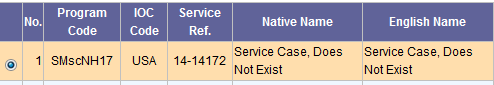 No. Program Code IOC Code Service Ref. Native Name English Name
1 SMscNH17 USA 14-14172 Service Case, Does Not Exist Service Case, Does Not Exist